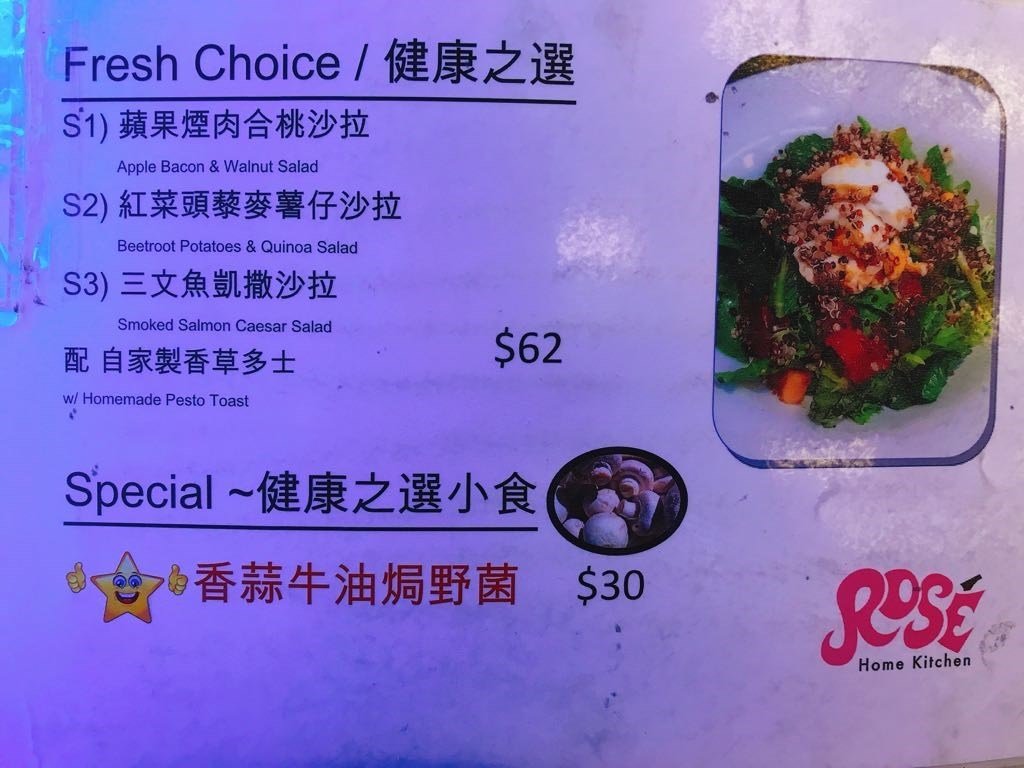 Fresh Choice / 健康之選
S1) 蘋果煙肉合桃沙拉
Apple Bacon & Walnut Salad
S2) 紅菜頭藜麥薯仔沙拉
Beetroot Potatoes & Quinoa Salad
S3) 三文魚凱撒沙拉
Smoked Salmon Caesar Salad
$62
配 自家製香草多士
w/ Homemade Pesto Toast
Special ~健康之選小食
香蒜牛油焗野菌 $30
ROSÉ
Home Kitchen